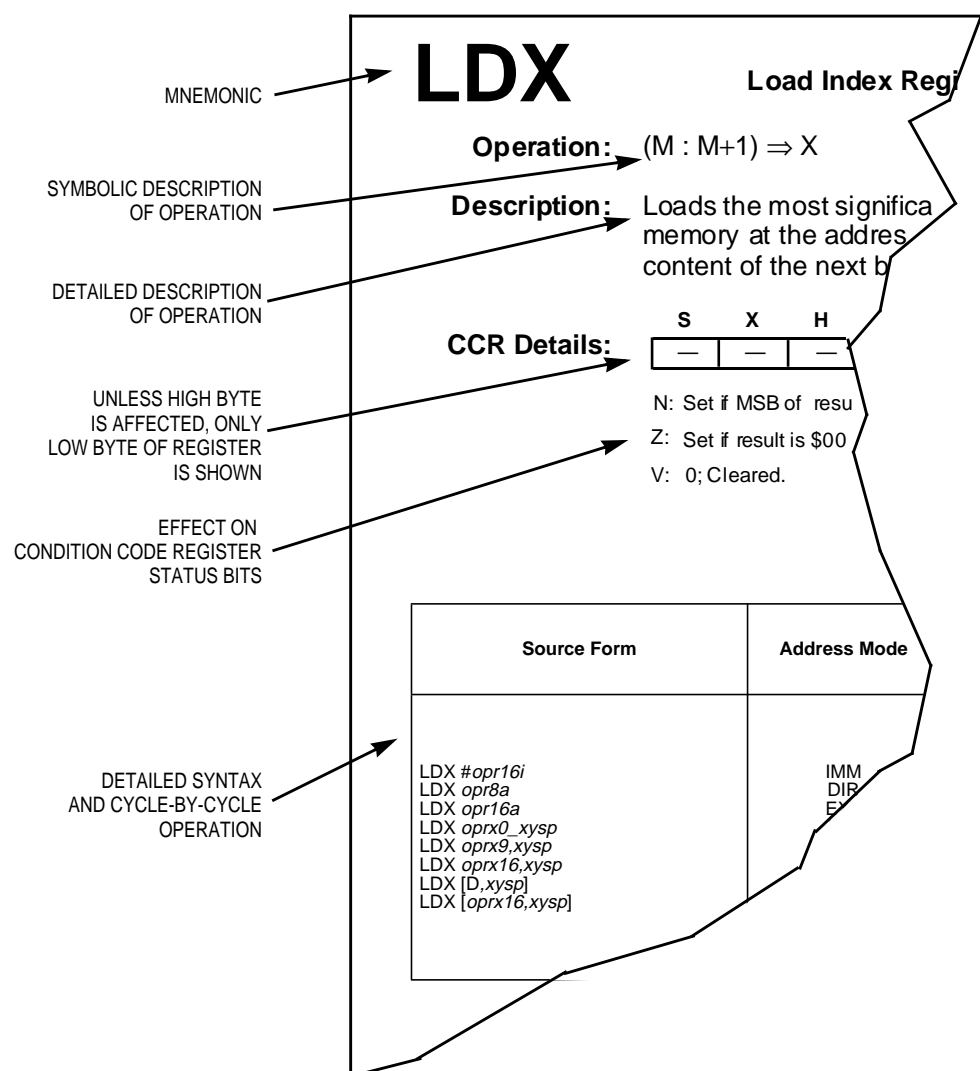 LDX
Load Index Regi
MNEMONIC
Operation: (M : M+1) ⇒ X
SYMBOLIC DESCRIPTION
OF OPERATION
Description: Loads the most significa
memory at the addres
content of the next b
DETAILED DESCRIPTION
OF OPERATION
S X H
CCR Details: — — —
UNLESS HIGH BYTE
IS AFFECTED, ONLY
LOW BYTE OF REGISTER
IS SHOWN
N: Set if MSB of resu
Z: Set if result is $00
V: 0; Cleared.
EFFECT ON
CONDITION CODE REGISTER
STATUS BITS
Source Form Address Mode
DETAILED SYNTAX
AND CYCLE-BY-CYCLE
OPERATION
LDX #opr16i IMM
LDX opr8a DIR
LDX opr16a
LDX oprx0_xysp
LDX oprx9,xysp
LDX oprx16,xysp
LDX [D,xysp]
LDX [oprx16,xysp]